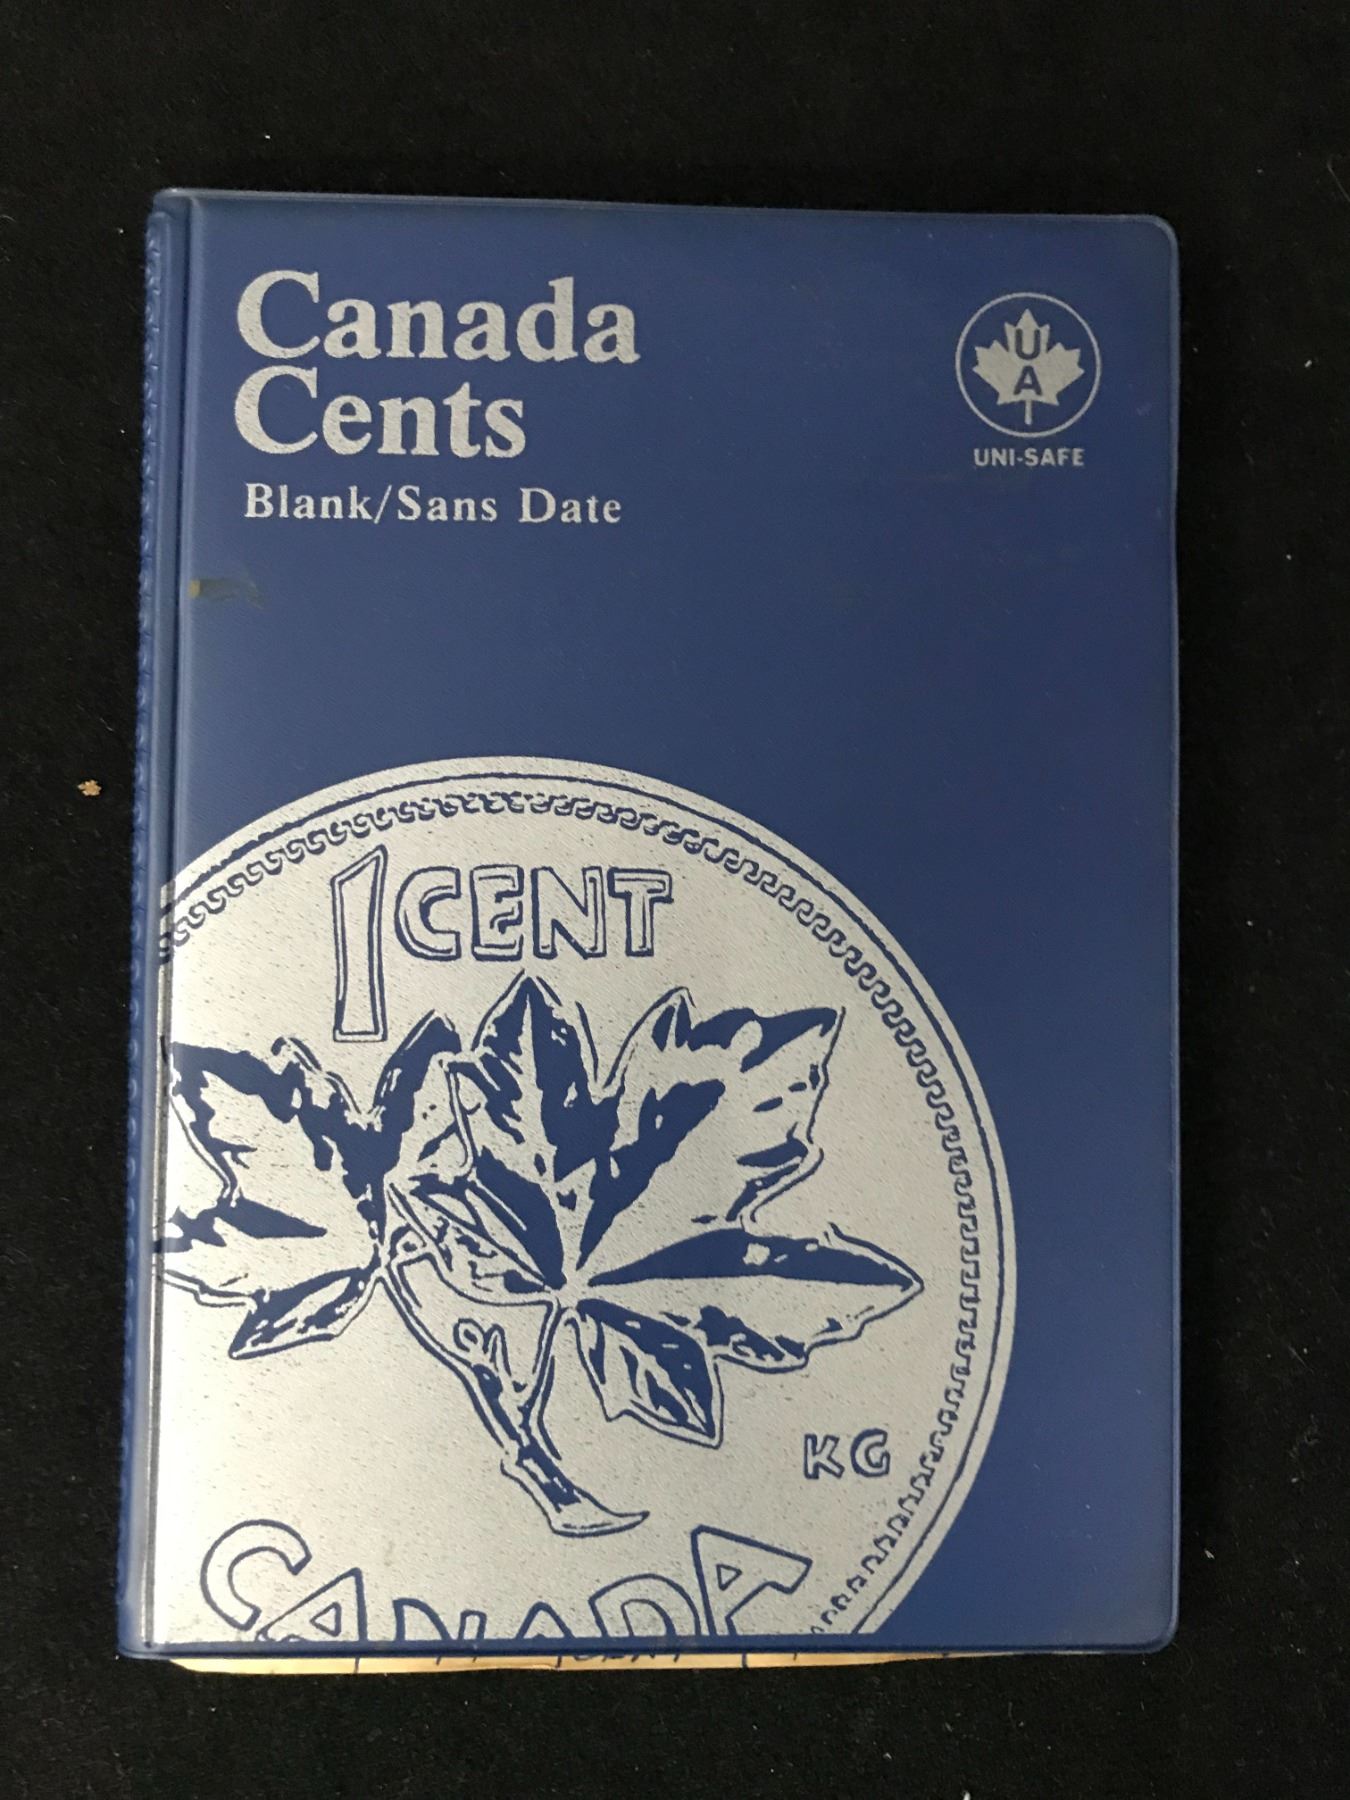 Canada
Cents
Blank/Sans Date
U
A
UNI-SAFE
1 CENT
KG
CANADA